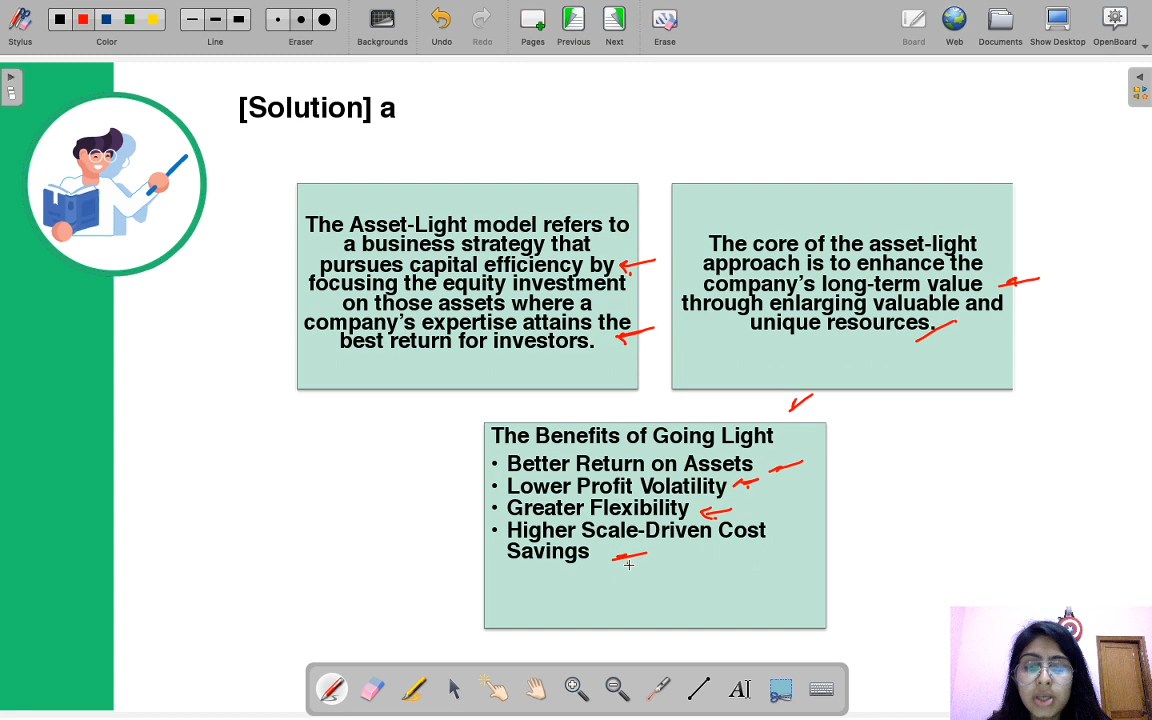 Stylus
Color
Line
Eraser
Backgrounds
Undo
Redo
Pages
Previous
Next
Erase
Board
Web
Documents
Show Desktop
OpenBoard
[Solution] a
The Asset-Light model refers to
a business strategy that
pursues capital efficiency by
focusing the equity investment
on those assets where a
company's expertise attains the
best return for investors.
The core of the asset-light
approach is to enhance the
company's long-term value
through enlarging valuable and
unique resources.
The Benefits of Going Light
• Better Return on Assets
• Lower Profit Volatility
• Greater Flexibility
• Higher Scale-Driven Cost
Savings